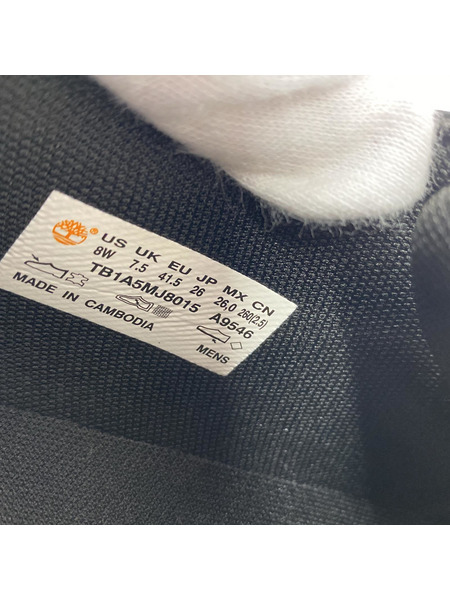 ® US UK EU JP MX CN
8W 7.5 41.5 26 26.0 260(2.5)
TB1A5MJ8015 A9546
MADE IN CAMBODIA MENS